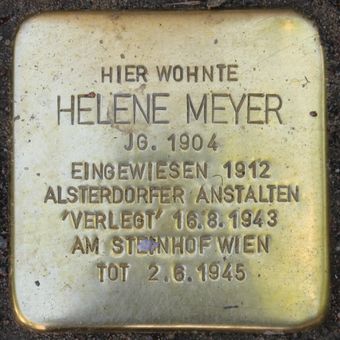 HIER WOHNTE
HELENE MEYER
JG. 1904
EINGEWIESEN 1912
ALSTERDORFER ANSTALTEN
'VERLEGT' 16.8.1943
AM STEINHOF WIEN
TOT 2.6.1945